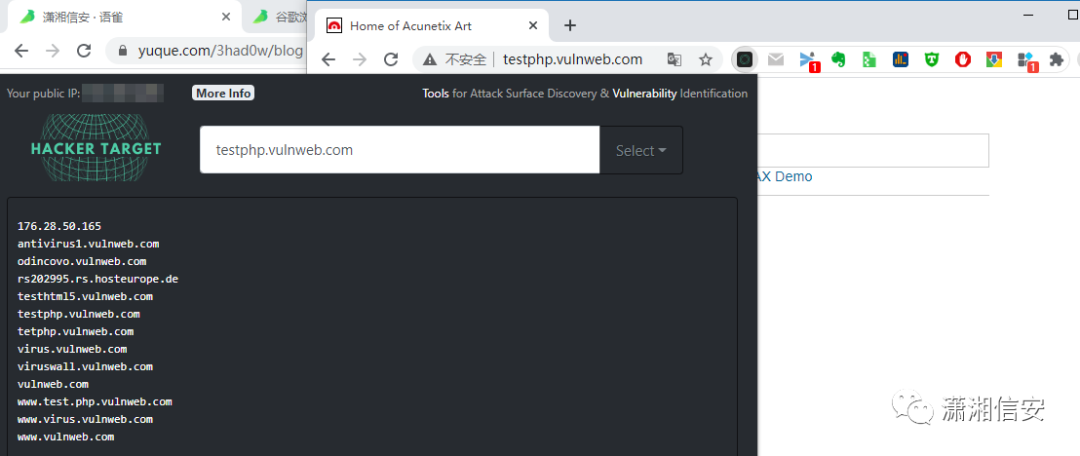 潇湘信安 · 语雀
谷歌浏
Home of Acunetix Art
yuque.com/3had0w/blog
不安全
testphp.vulnweb.com
1
1
Your public IP:
More Info
Tools for Attack Surface Discovery & Vulnerability Identification
HACKER TARGET
testphp.vulnweb.com
Select
AX Demo
176.28.50.165
antivirus1.vulnweb.com
odincovo.vulnweb.com
rs202995.rs.hosteurope.de
testhtml5.vulnweb.com
testphp.vulnweb.com
tetphp.vulnweb.com
virus.vulnweb.com
viruswall.vulnweb.com
vulnweb.com
www.test.php.vulnweb.com
www.virus.vulnweb.com
www.vulnweb.com
潇湘信安